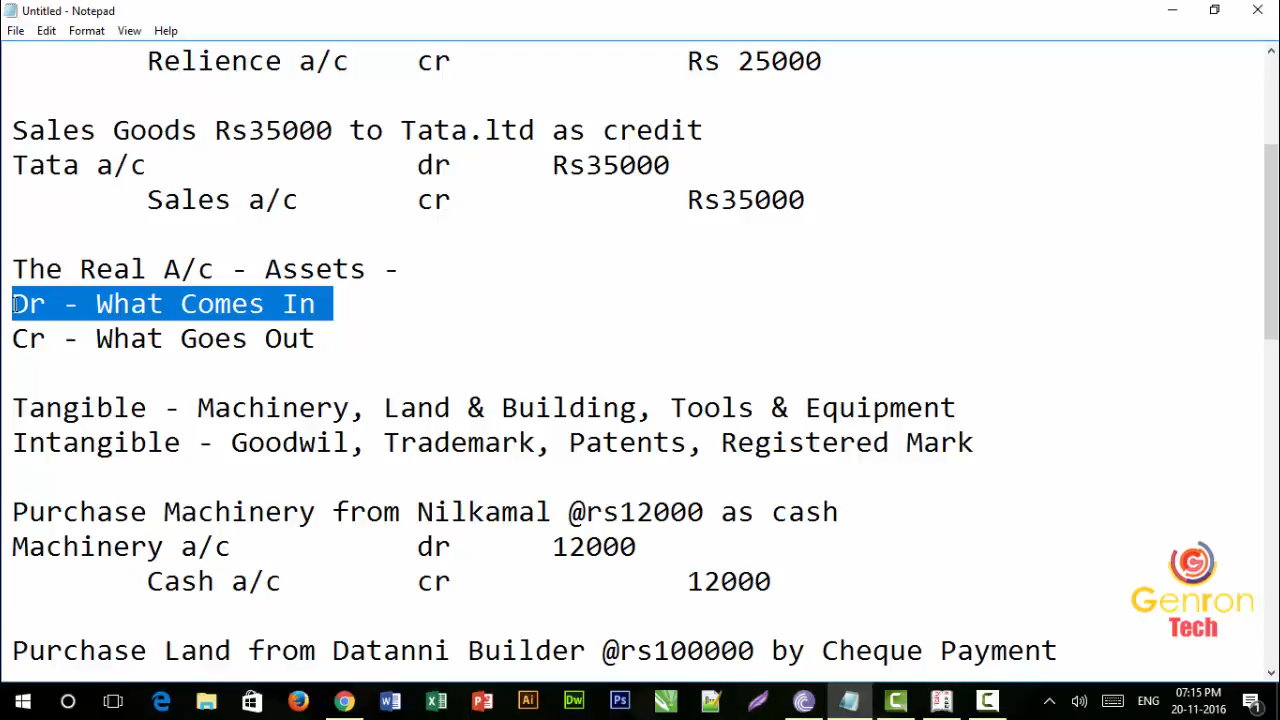 Untitled - Notepad
File Edit Format View Help
Relience a/c cr Rs 25000
Sales Goods Rs35000 to Tata.ltd as credit
Tata a/c dr Rs35000
Sales a/c cr Rs35000
The Real A/c - Assets -
Dr - What Comes In
Cr - What Goes Out
Tangible - Machinery, Land & Building, Tools & Equipment
Intangible - Goodwil, Trademark, Patents, Registered Mark
Purchase Machinery from Nilkamal @rs12000 as cash
Machinery a/c dr 12000
Cash a/c cr 12000
Purchase Land from Datanni Builder @rs100000 by Cheque Payment
Genron
Tech
ENG
07:15 PM
20-11-2016